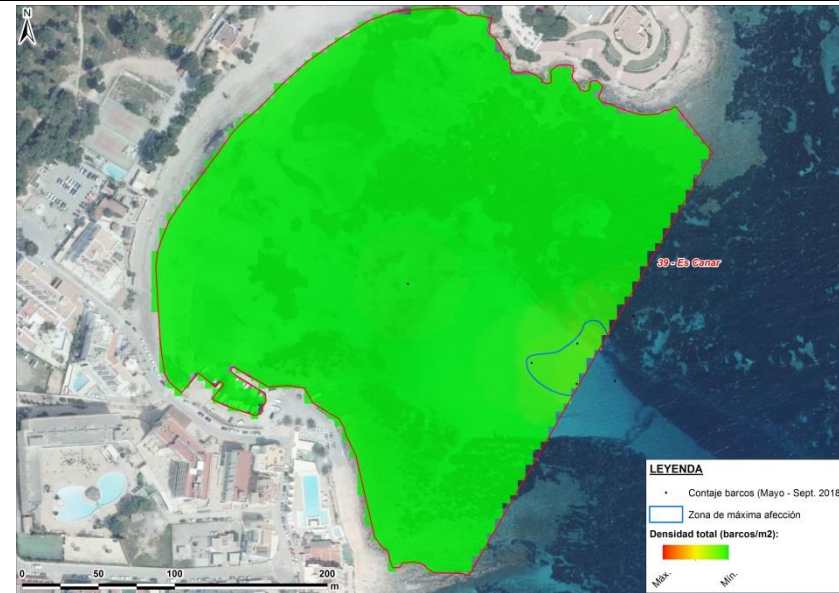 N
39 - Es Canar
LEYENDA
Contaje barcos (Mayo - Sept. 2018
Zona de máxima afección
Densidad total (barcos/m2):
Máx. Mín.
0 50 100 200
m